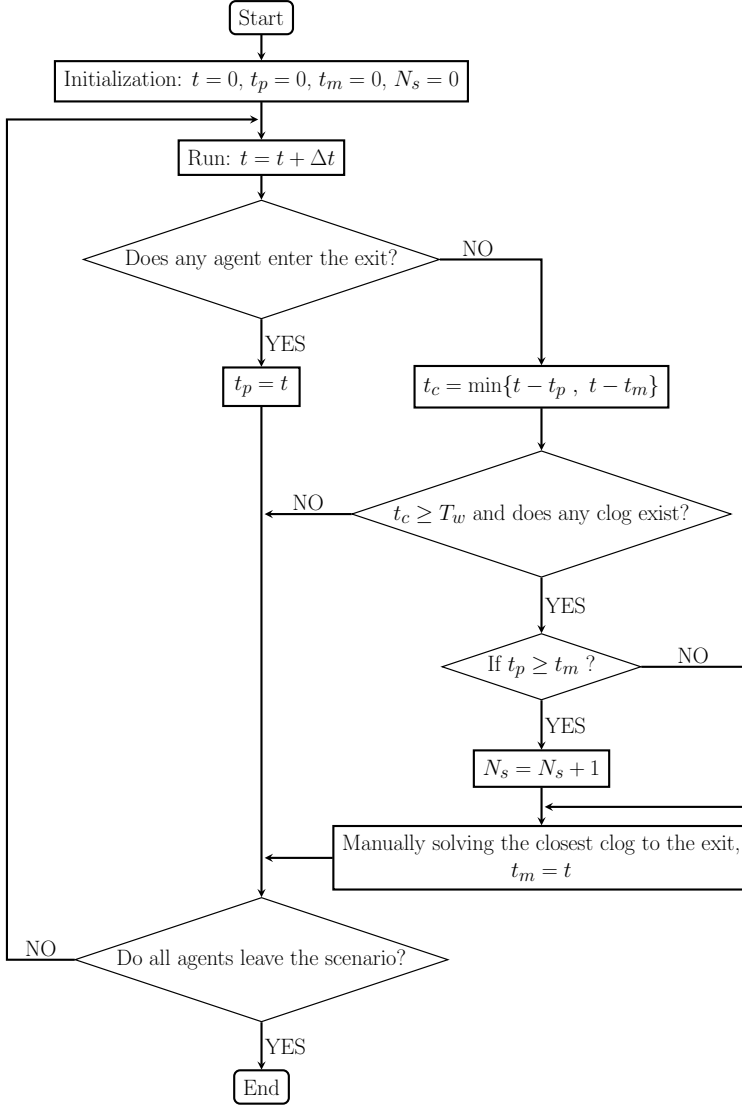 Start
Initialization: t = 0, t_p = 0, t_m = 0, N_s = 0
Run: t = t + Δt
Does any agent enter the exit?
NO
YES
t_p = t
t_c = min{t − t_p , t − t_m}
NO
t_c ≥ T_w and does any clog exist?
YES
If t_p ≥ t_m ?
NO
YES
N_s = N_s + 1
Manually solving the closest clog to the exit,
t_m = t
NO
Do all agents leave the scenario?
YES
End